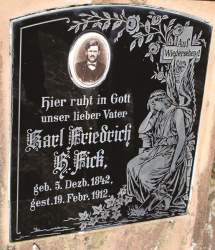 Auf
Wiedersehen!
Hier ruht in Gott
unser lieber Vater
Karl Friedrich
H. Fick.
geb. 5. Dezb. 1842,
gest. 19. Febr. 1912.